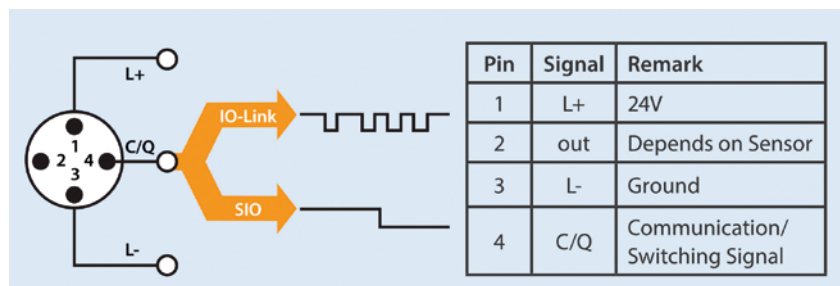 L+
C/Q
1
2 4
3
L-
IO-Link
SIO
Pin Signal Remark
1 L+ 24V
2 out Depends on Sensor
3 L- Ground
4 C/Q Communication/
Switching Signal